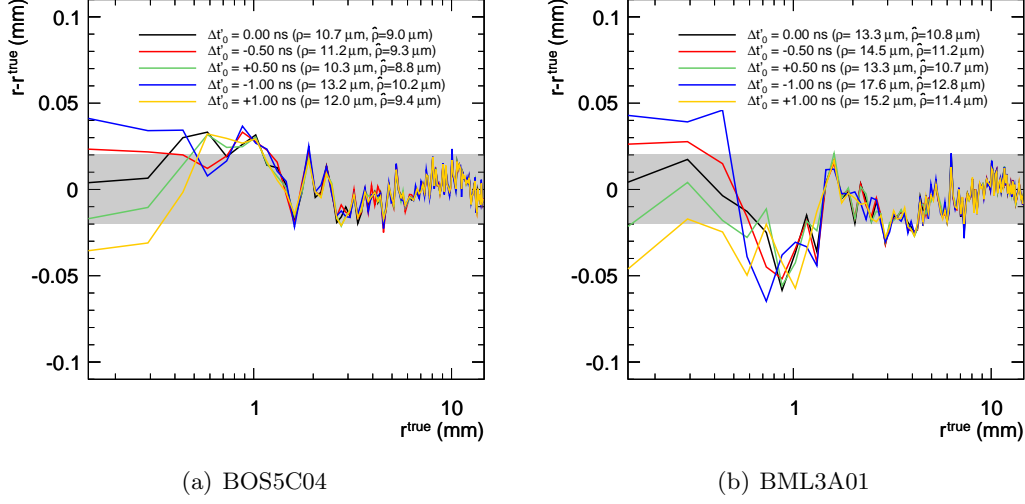 0.1
0.05
0
-0.05
-0.1
r-r^true (mm)
Δt'₀ = 0.00 ns (ρ= 10.7 μm, ρ̂=9.0 μm)
Δt'₀ = -0.50 ns (ρ= 11.2 μm, ρ̂=9.3 μm)
Δt'₀ = +0.50 ns (ρ= 10.3 μm, ρ̂=8.8 μm)
Δt'₀ = -1.00 ns (ρ= 13.2 μm, ρ̂=10.2 μm)
Δt'₀ = +1.00 ns (ρ= 12.0 μm, ρ̂=9.4 μm)
1
10
r^true (mm)
(a) BOS5C04
0.1
0.05
0
-0.05
-0.1
r-r^true (mm)
Δt'₀ = 0.00 ns (ρ= 13.3 μm, ρ̂=10.8 μm)
Δt'₀ = -0.50 ns (ρ= 14.5 μm, ρ̂=11.2 μm)
Δt'₀ = +0.50 ns (ρ= 13.3 μm, ρ̂=10.7 μm)
Δt'₀ = -1.00 ns (ρ= 17.6 μm, ρ̂=12.8 μm)
Δt'₀ = +1.00 ns (ρ= 15.2 μm, ρ̂=11.4 μm)
1
10
r^true (mm)
(b) BML3A01